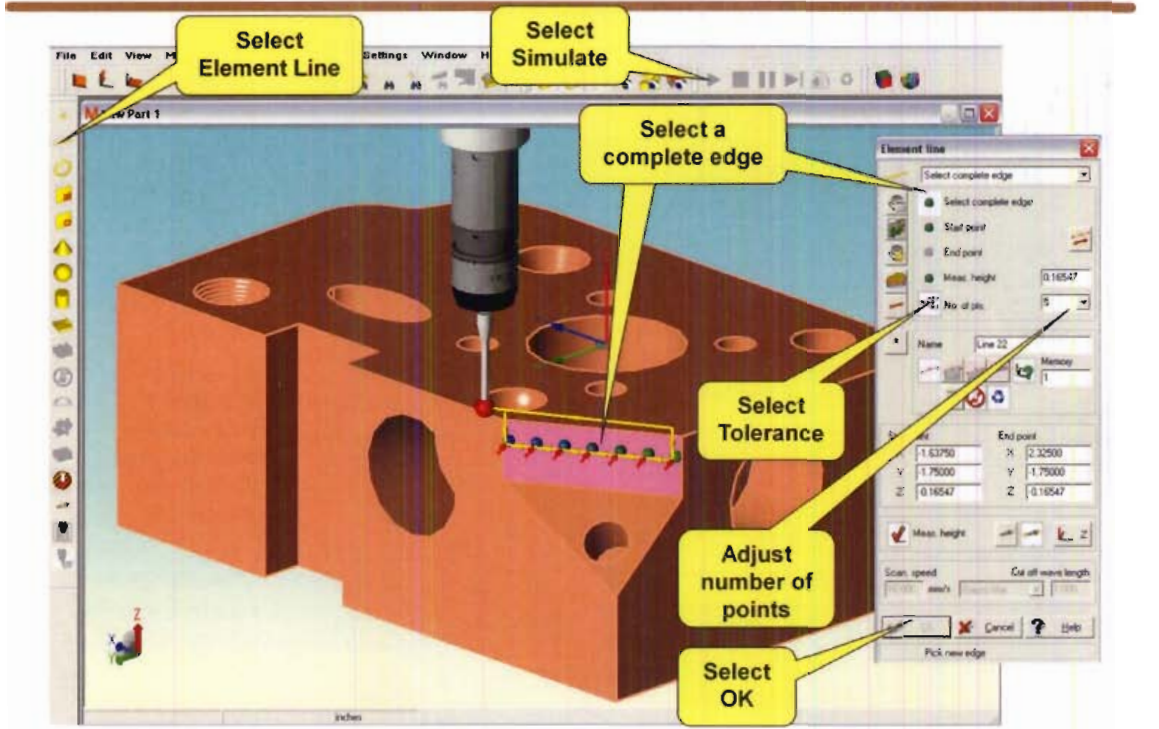 Select
Element Line
Select
Simulate
File Edit View M Settings Window H
New Part 1
Select a
complete edge
Element line
Select complete edge
Select complete edge
Start point
End point
Meas. height 0.16547
No. of pts. 5
Name Line 22
Memory
1
Select
Tolerance
End point
-1.63750 X 2.32500
Y -1.75000 Y -1.75000
Z -0.16547 Z -0.16547
Meas. height Z
Adjust
number of
points
Scan. speed Cut off wave length
mm/s
Cancel ? Help
Pick new edge
Select
OK
Z
X
Y
inches